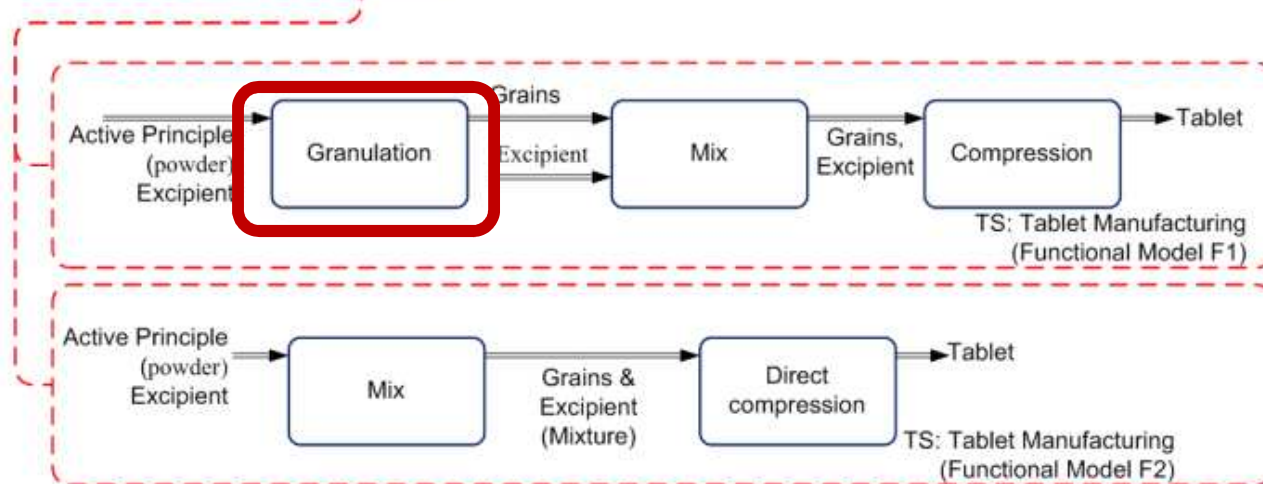 Active Principle
(powder)
Excipient
Granulation
Grains
Excipient
Mix
Grains,
Excipient
Compression
Tablet
TS: Tablet Manufacturing
(Functional Model F1)
Active Principle
(powder)
Excipient
Mix
Grains &
Excipient
(Mixture)
Direct
compression
Tablet
TS: Tablet Manufacturing
(Functional Model F2)